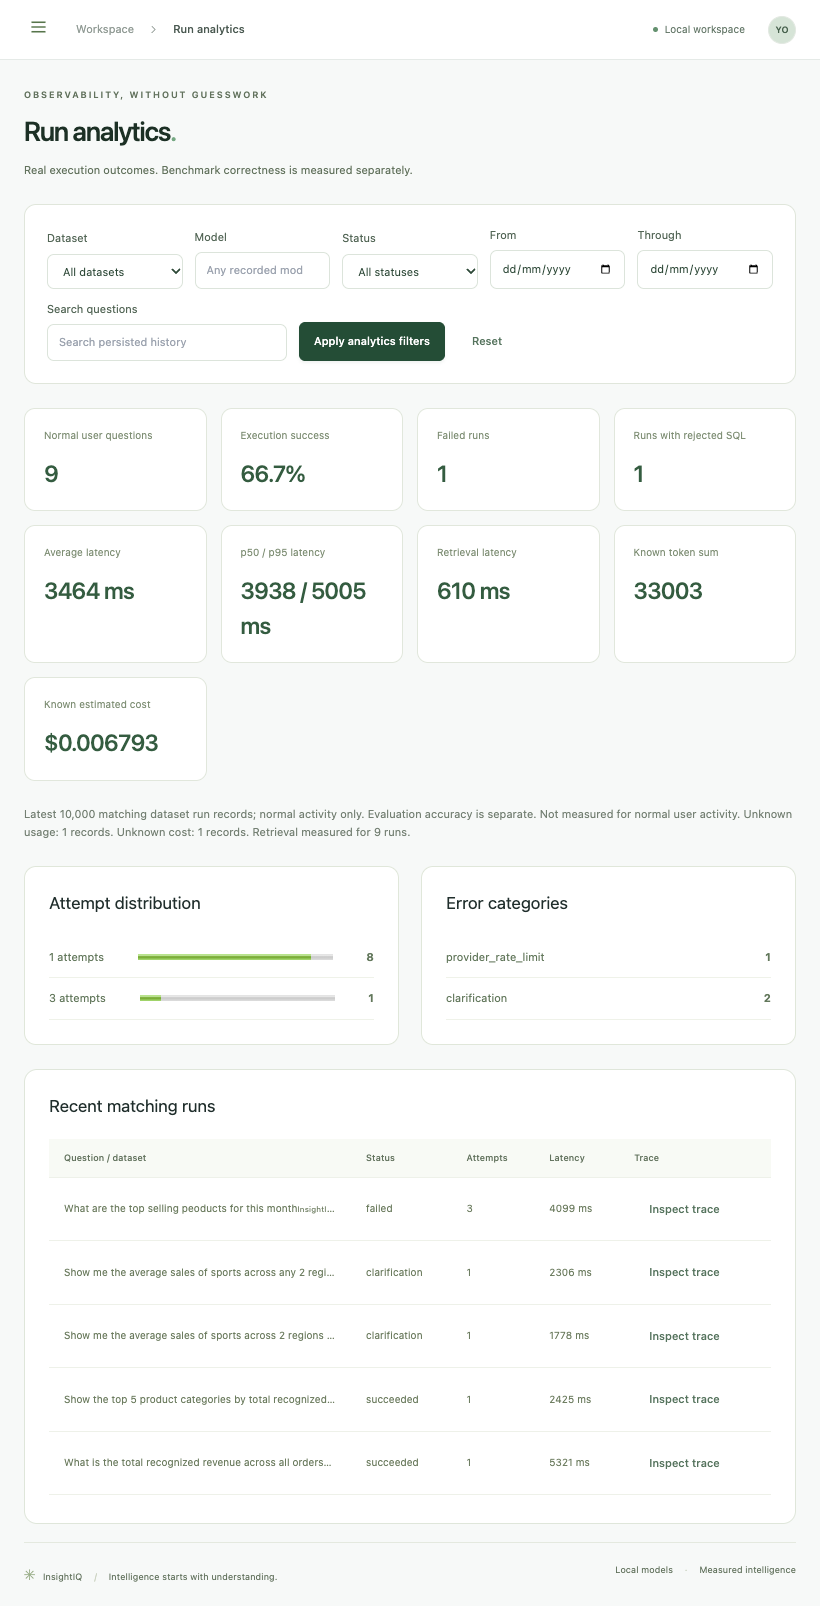 Workspace > Run analytics
Local workspace
YO
OBSERVABILITY, WITHOUT GUESSWORK
Run analytics.
Real execution outcomes. Benchmark correctness is measured separately.
Dataset Model Status From Through
All datasets Any recorded mod All statuses dd/mm/yyyy dd/mm/yyyy
Search questions
Search persisted history Apply analytics filters Reset
Normal user questions Execution success Failed runs Runs with rejected SQL
9 66.7% 1 1
Average latency p50 / p95 latency Retrieval latency Known token sum
3464 ms 3938 / 5005 610 ms 33003
ms
Known estimated cost
$0.006793
Latest 10,000 matching dataset run records; normal activity only. Evaluation accuracy is separate. Not measured for normal user activity. Unknown
usage: 1 records. Unknown cost: 1 records. Retrieval measured for 9 runs.
Attempt distribution Error categories
1 attempts 8 provider_rate_limit 1
3 attempts 1 clarification 2
Recent matching runs
Question / dataset Status Attempts Latency Trace
What are the top selling peoducts for this monthInsightI... failed 3 4099 ms Inspect trace
Show me the average sales of sports across any 2 regi... clarification 1 2306 ms Inspect trace
Show me the average sales of sports across 2 regions ... clarification 1 1778 ms Inspect trace
Show the top 5 product categories by total recognized... succeeded 1 2425 ms Inspect trace
What is the total recognized revenue across all orders... succeeded 1 5321 ms Inspect trace
InsightIQ / Intelligence starts with understanding. Local models · Measured intelligence